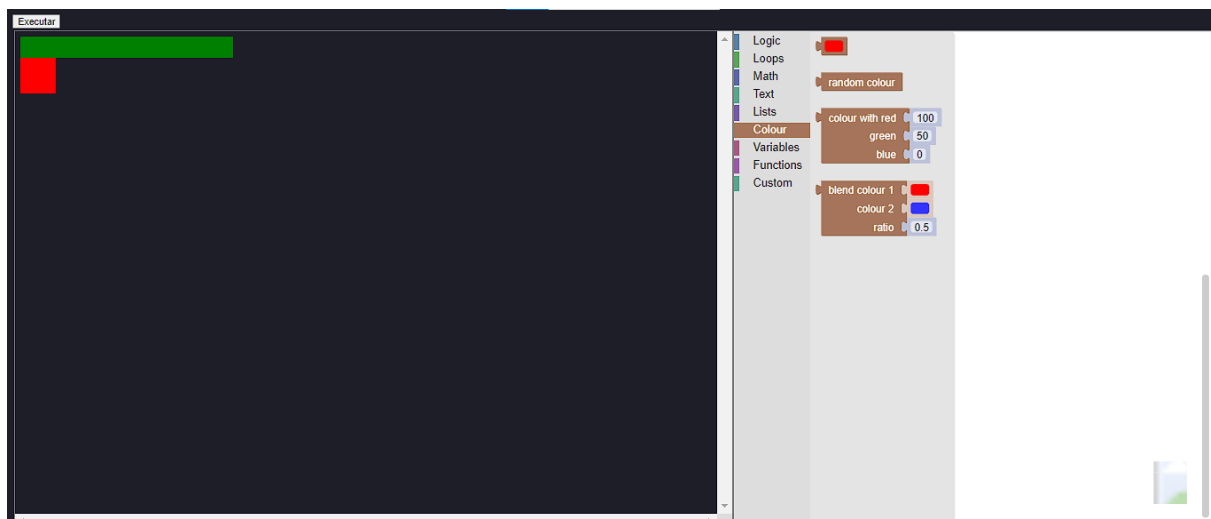 Executar
Logic
Loops
Math
Text
Lists
Colour
Variables
Functions
Custom
random colour
colour with red 100
green 50
blue 0
blend colour 1
colour 2
ratio 0.5